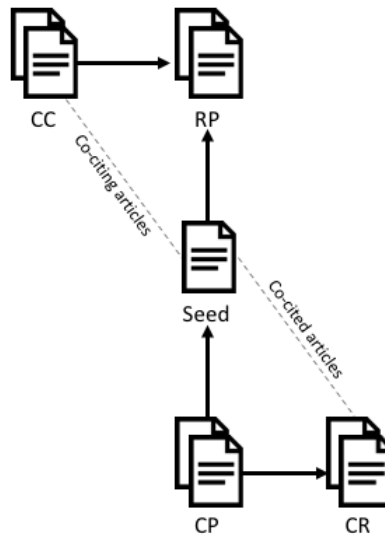 CC
RP
Co-citing articles
Seed
Co-cited articles
CP
CR